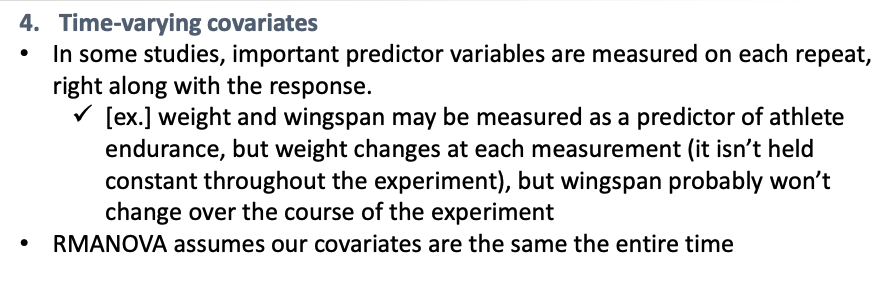 4. Time-varying covariates
• In some studies, important predictor variables are measured on each repeat,
right along with the response.
✓ [ex.] weight and wingspan may be measured as a predictor of athlete
endurance, but weight changes at each measurement (it isn't held
constant throughout the experiment), but wingspan probably won't
change over the course of the experiment
• RMANOVA assumes our covariates are the same the entire time